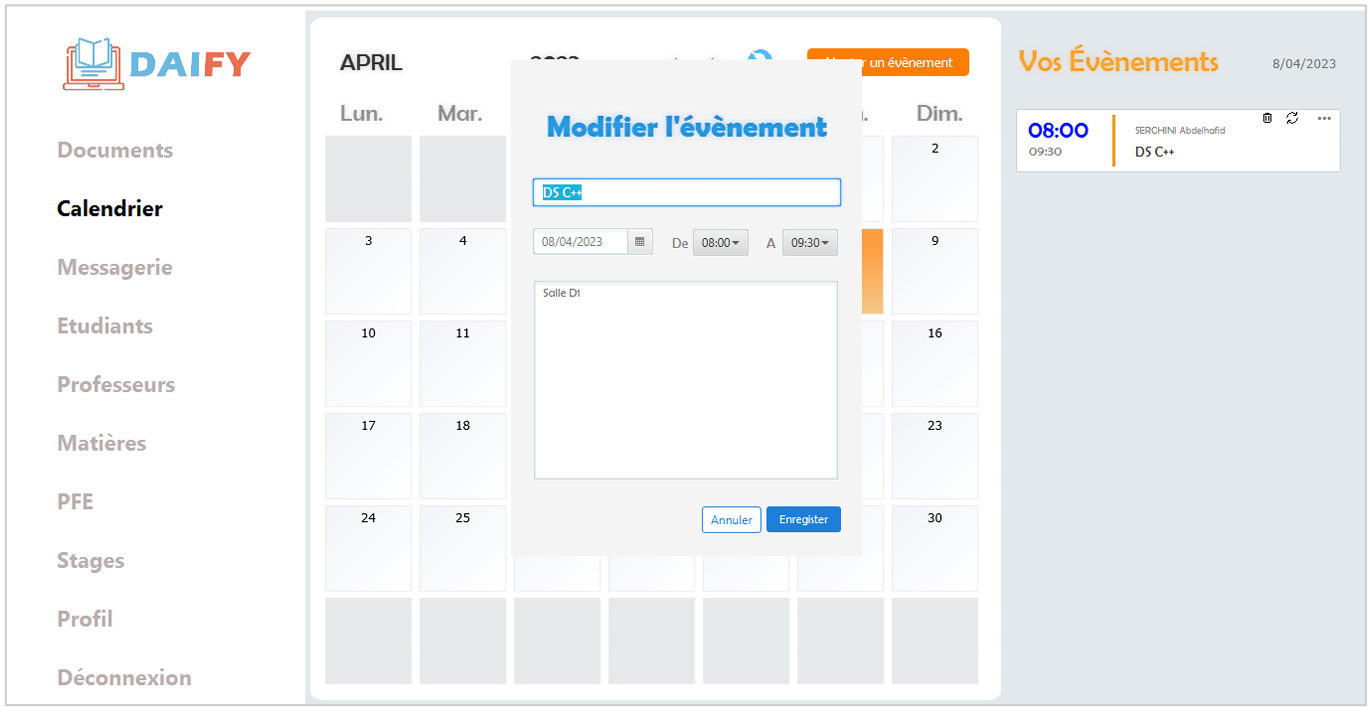 DAIFY
Documents
Calendrier
Messagerie
Etudiants
Professeurs
Matières
PFE
Stages
Profil
Déconnexion
APRIL
un évènement
Lun.
Mar.
Dim.
2
3
4
9
10
11
16
17
18
23
24
25
30
Modifier l'évènement
DS C++
08/04/2023
De
08:00
A
09:30
Salle D1
Annuler
Enregister
Vos Évènements
8/04/2023
08:00
09:30
SERCHINI Abdelhafid
DS C++